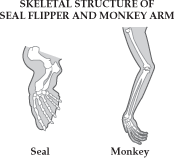 SKELETAL STRUCTURE OF
SEAL FLIPPER AND MONKEY ARM
Seal
Monkey